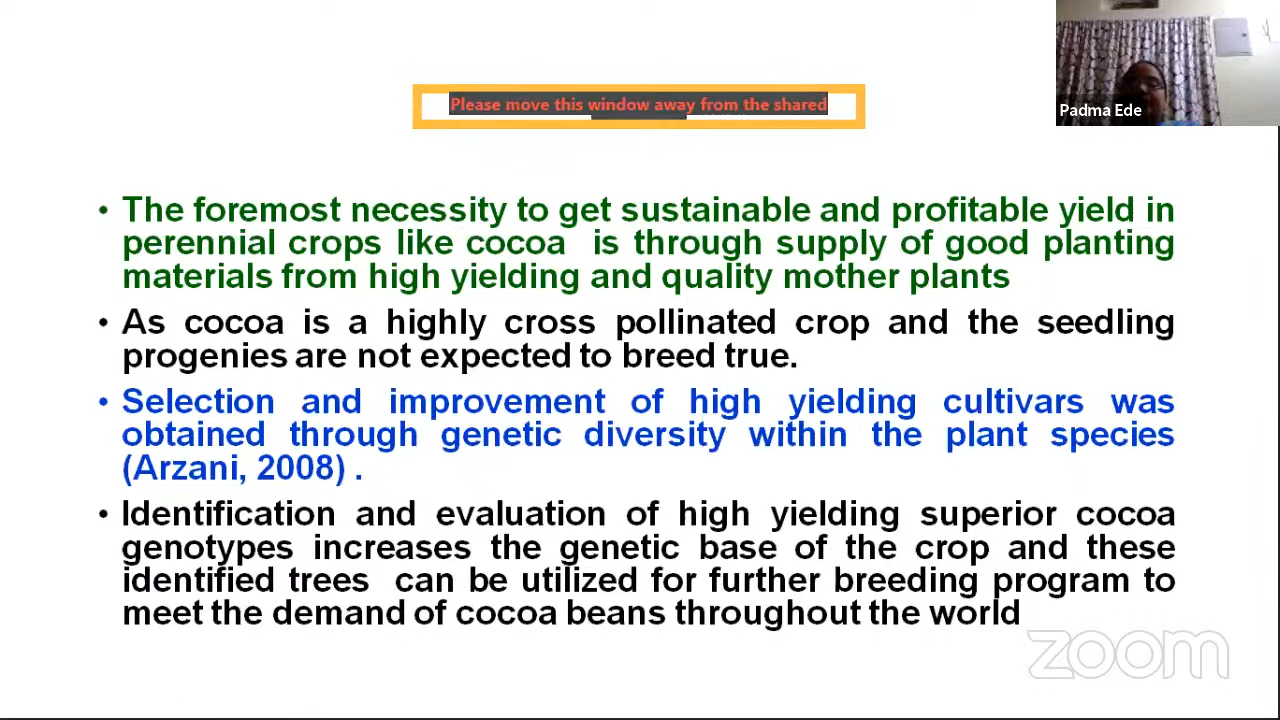 Please move this window away from the shared
Padma Ede
• The foremost necessity to get sustainable and profitable yield in
perennial crops like cocoa is through supply of good planting
materials from high yielding and quality mother plants
• As cocoa is a highly cross pollinated crop and the seedling
progenies are not expected to breed true.
• Selection and improvement of high yielding cultivars was
obtained through genetic diversity within the plant species
(Arzani, 2008) .
• Identification and evaluation of high yielding superior cocoa
genotypes increases the genetic base of the crop and these
identified trees can be utilized for further breeding program to
meet the demand of cocoa beans throughout the world
zoom